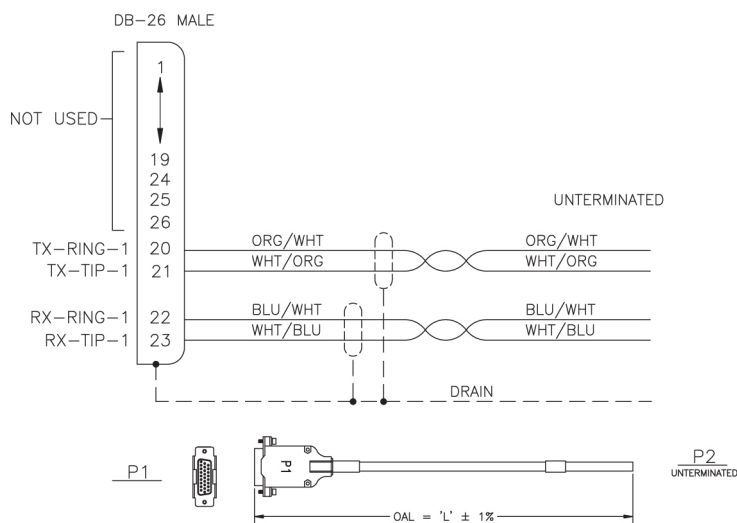 DB-26 MALE
1
NOT USED
19
24
25
26
UNTERMINATED
TX-RING-1 20 ORG/WHT ORG/WHT
TX-TIP-1 21 WHT/ORG WHT/ORG
RX-RING-1 22 BLU/WHT BLU/WHT
RX-TIP-1 23 WHT/BLU WHT/BLU
DRAIN
P1
P1
P2
UNTERMINATED
OAL = 'L' ± 1%